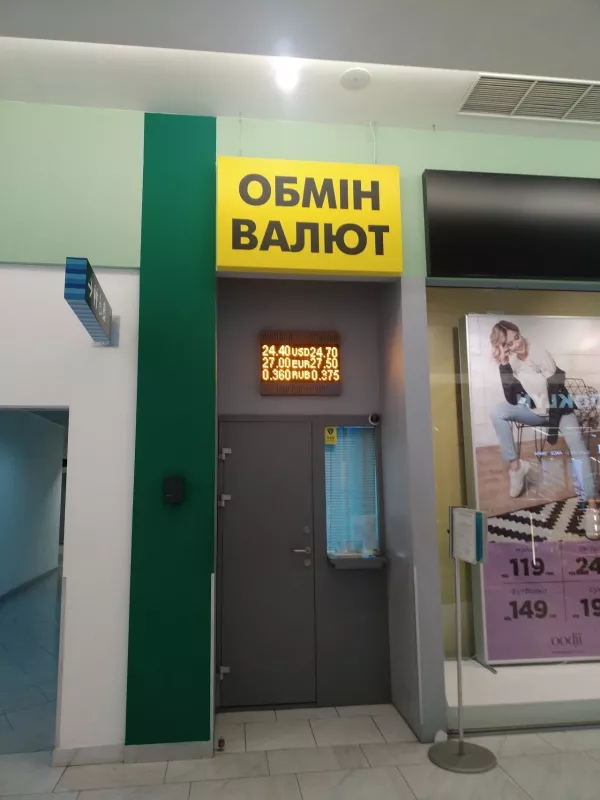 ОБМІН
ВАЛЮТ
24.40 USD 24.70
27.00 EUR 27.50
0.360 RUB 0.375
119
149
oodji